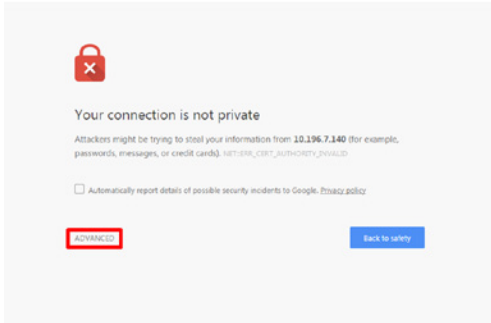 Your connection is not private
Attackers might be trying to steal your information from 10.196.7.140 (for example,
passwords, messages, or credit cards). NET::ERR_CERT_AUTHORITY_INVALID
Automatically report details of possible security incidents to Google. Privacy policy
ADVANCED
Back to safety